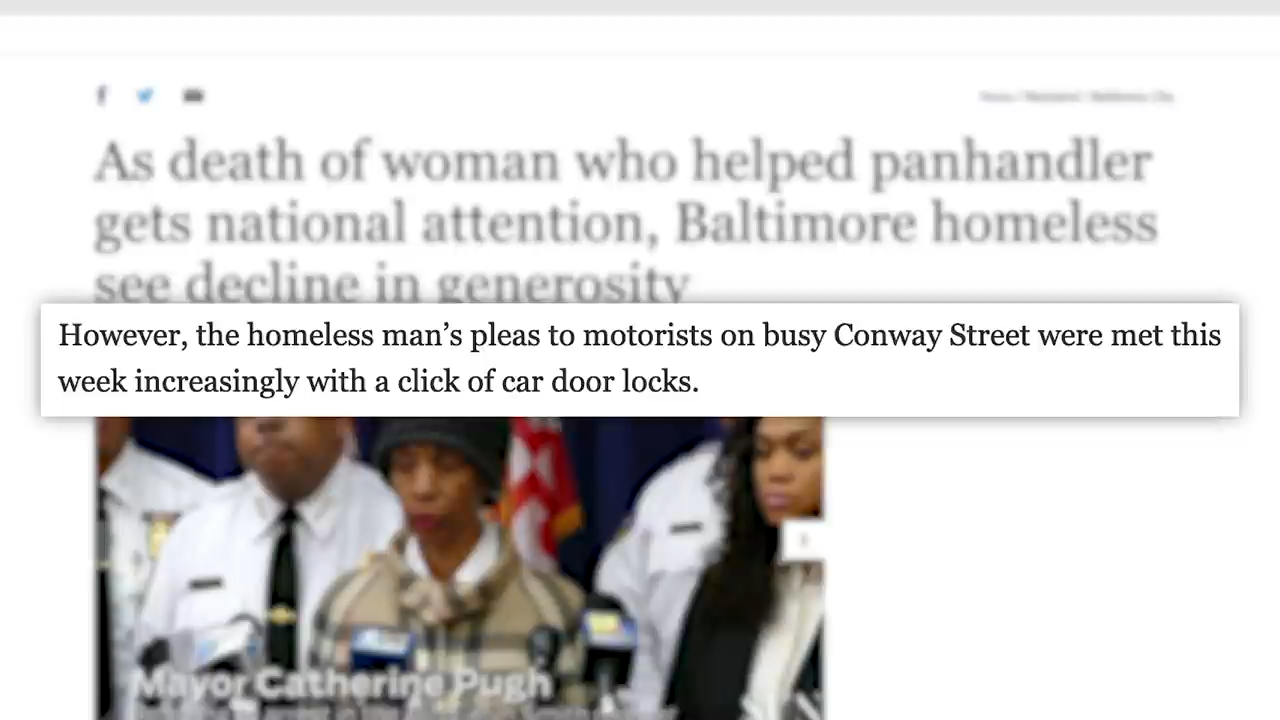 As death of woman who helped panhandler
gets national attention, Baltimore homeless
see decline in generosity
However, the homeless man’s pleas to motorists on busy Conway Street were met this
week increasingly with a click of car door locks.
Mayor Catherine Pugh